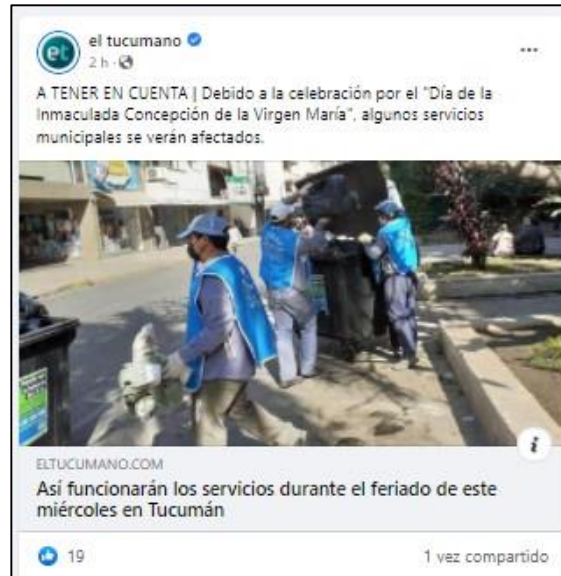 el tucumano
2 h
A TENER EN CUENTA | Debido a la celebración por el "Día de la
Inmaculada Concepción de la Virgen María", algunos servicios
municipales se verán afectados.
ELTUCUMANO.COM
Así funcionarán los servicios durante el feriado de este
miércoles en Tucumán
19
1 vez compartido